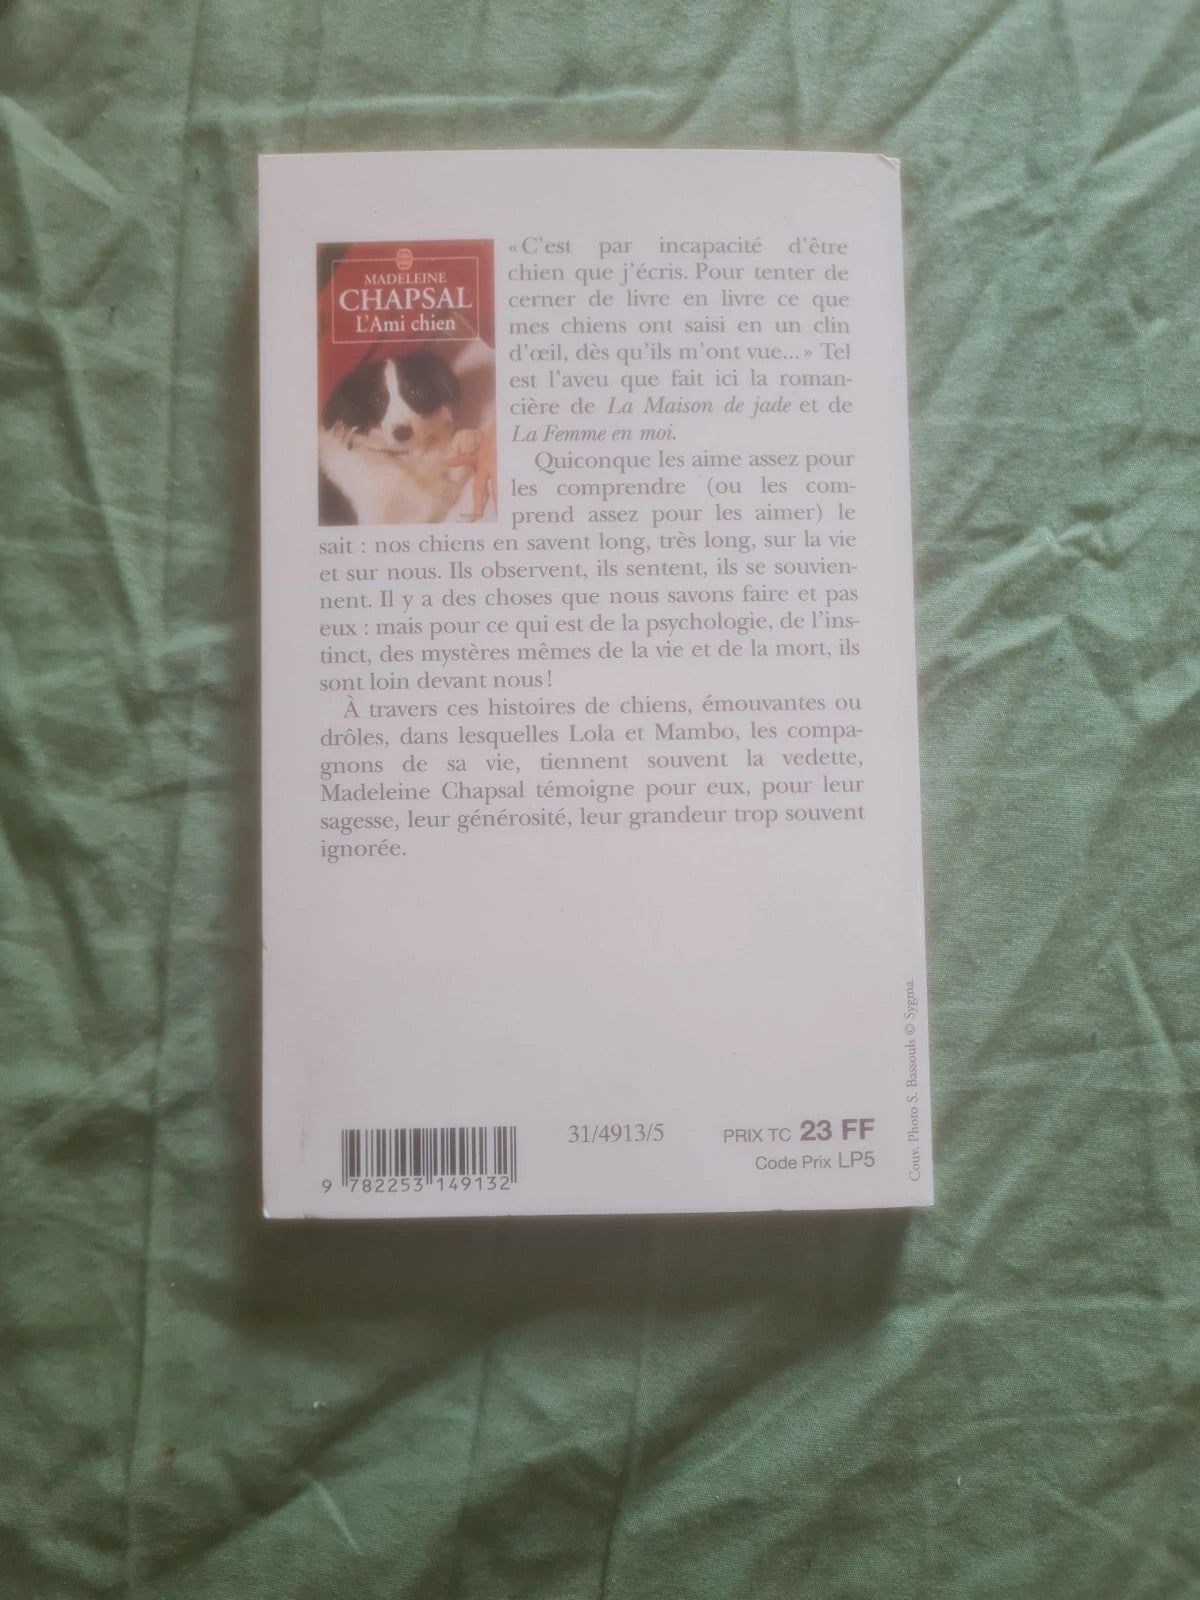 MADELEINE
CHAPSAL
L'Ami chien
« C'est par incapacité d'être
chien que j'écris. Pour tenter de
cerner de livre en livre ce que
mes chiens ont saisi en un clin
d'œil, dès qu'ils m'ont vue... » Tel
est l'aveu que fait ici la roman-
cière de La Maison de jade et de
La Femme en moi.
Quiconque les aime assez pour
les comprendre (ou les com-
prend assez pour les aimer) le
sait : nos chiens en savent long, très long, sur la vie
et sur nous. Ils observent, ils sentent, ils se souvien-
nent. Il y a des choses que nous savons faire et pas
eux : mais pour ce qui est de la psychologie, de l'ins-
tinct, des mystères mêmes de la vie et de la mort, ils
sont loin devant nous !
À travers ces histoires de chiens, émouvantes ou
drôles, dans lesquelles Lola et Mambo, les compa-
gnons de sa vie, tiennent souvent la vedette,
Madeleine Chapsal témoigne pour eux, pour leur
sagesse, leur générosité, leur grandeur trop souvent
ignorée.
Couv. Photo S. Bassouls © Sygma.
31/4913/5
PRIX TC 23 FF
Code Prix LP5
9 782253 149132